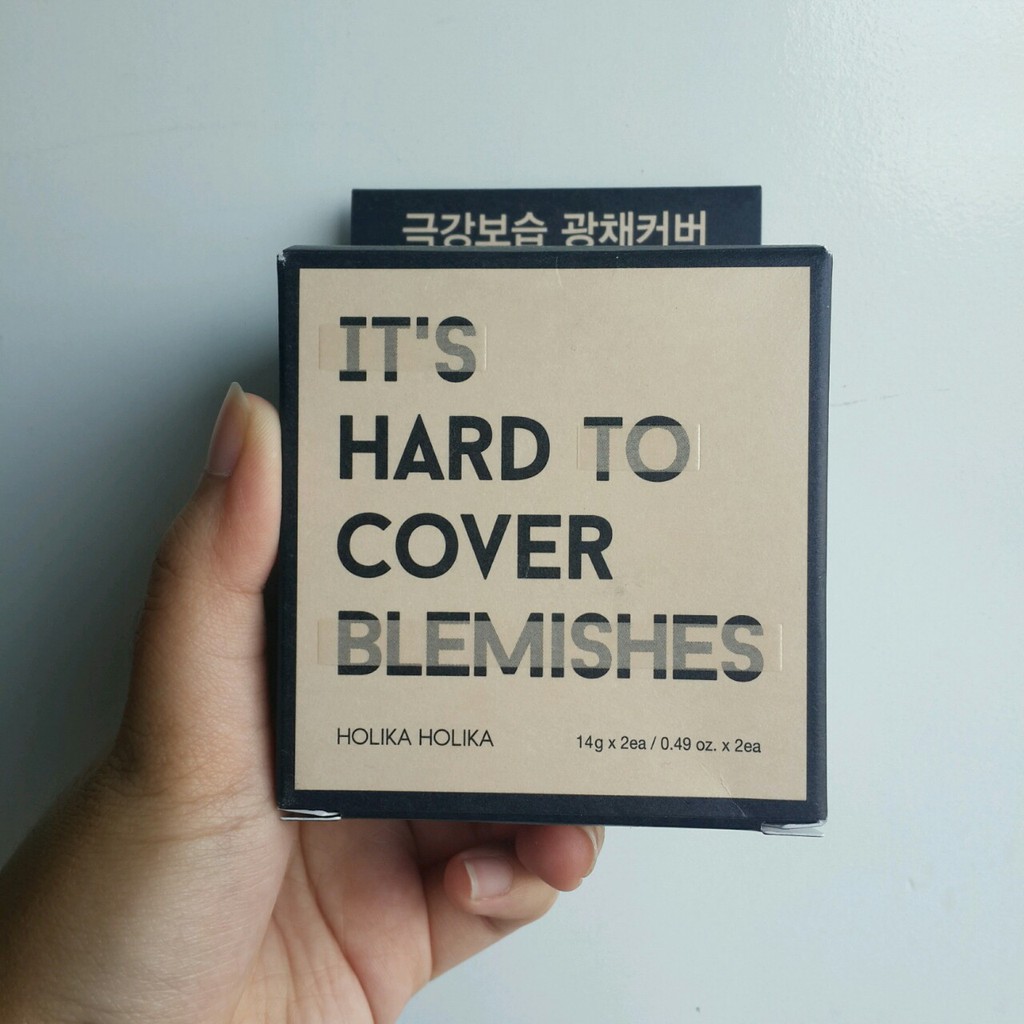 극강보습 광채커버
IT'S
HARD TO
COVER
BLEMISHES
HOLIKA HOLIKA
14g x 2ea / 0.49 oz. x 2ea